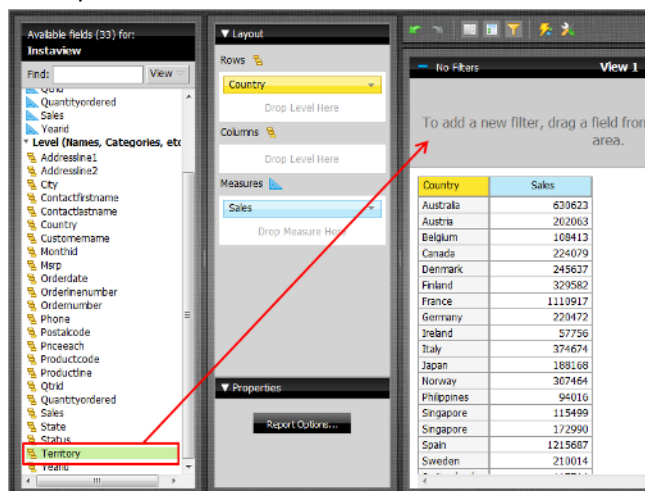 Available fields (33) for:
Instaview
Find:
View
Qtrid
Quantityordered
Sales
Yearid
Level (Names, Categories, etc
Addressline1
Addressline2
City
Contactfirstname
Contactlastname
Country
Customername
Monthid
Msrp
Orderdate
Orderlinenumber
Ordernumber
Phone
Postalcode
Priceeach
Productcode
Productline
Qtrid
Quantityordered
Sales
State
Status
Territory
Yearid
Layout
Rows
Country
Drop Level Here
Columns
Drop Level Here
Measures
Sales
Drop Measure Here
Properties
Report Options...
No Filters
View 1
To add a new filter, drag a field from
area.
Country Sales
Australia 630623
Austria 202063
Belgium 108413
Canada 224079
Denmark 245637
Finland 329582
France 1110917
Germany 220472
Ireland 57756
Italy 374674
Japan 188168
Norway 307464
Philippines 94016
Singapore 115499
Singapore 172990
Spain 1215687
Sweden 210014